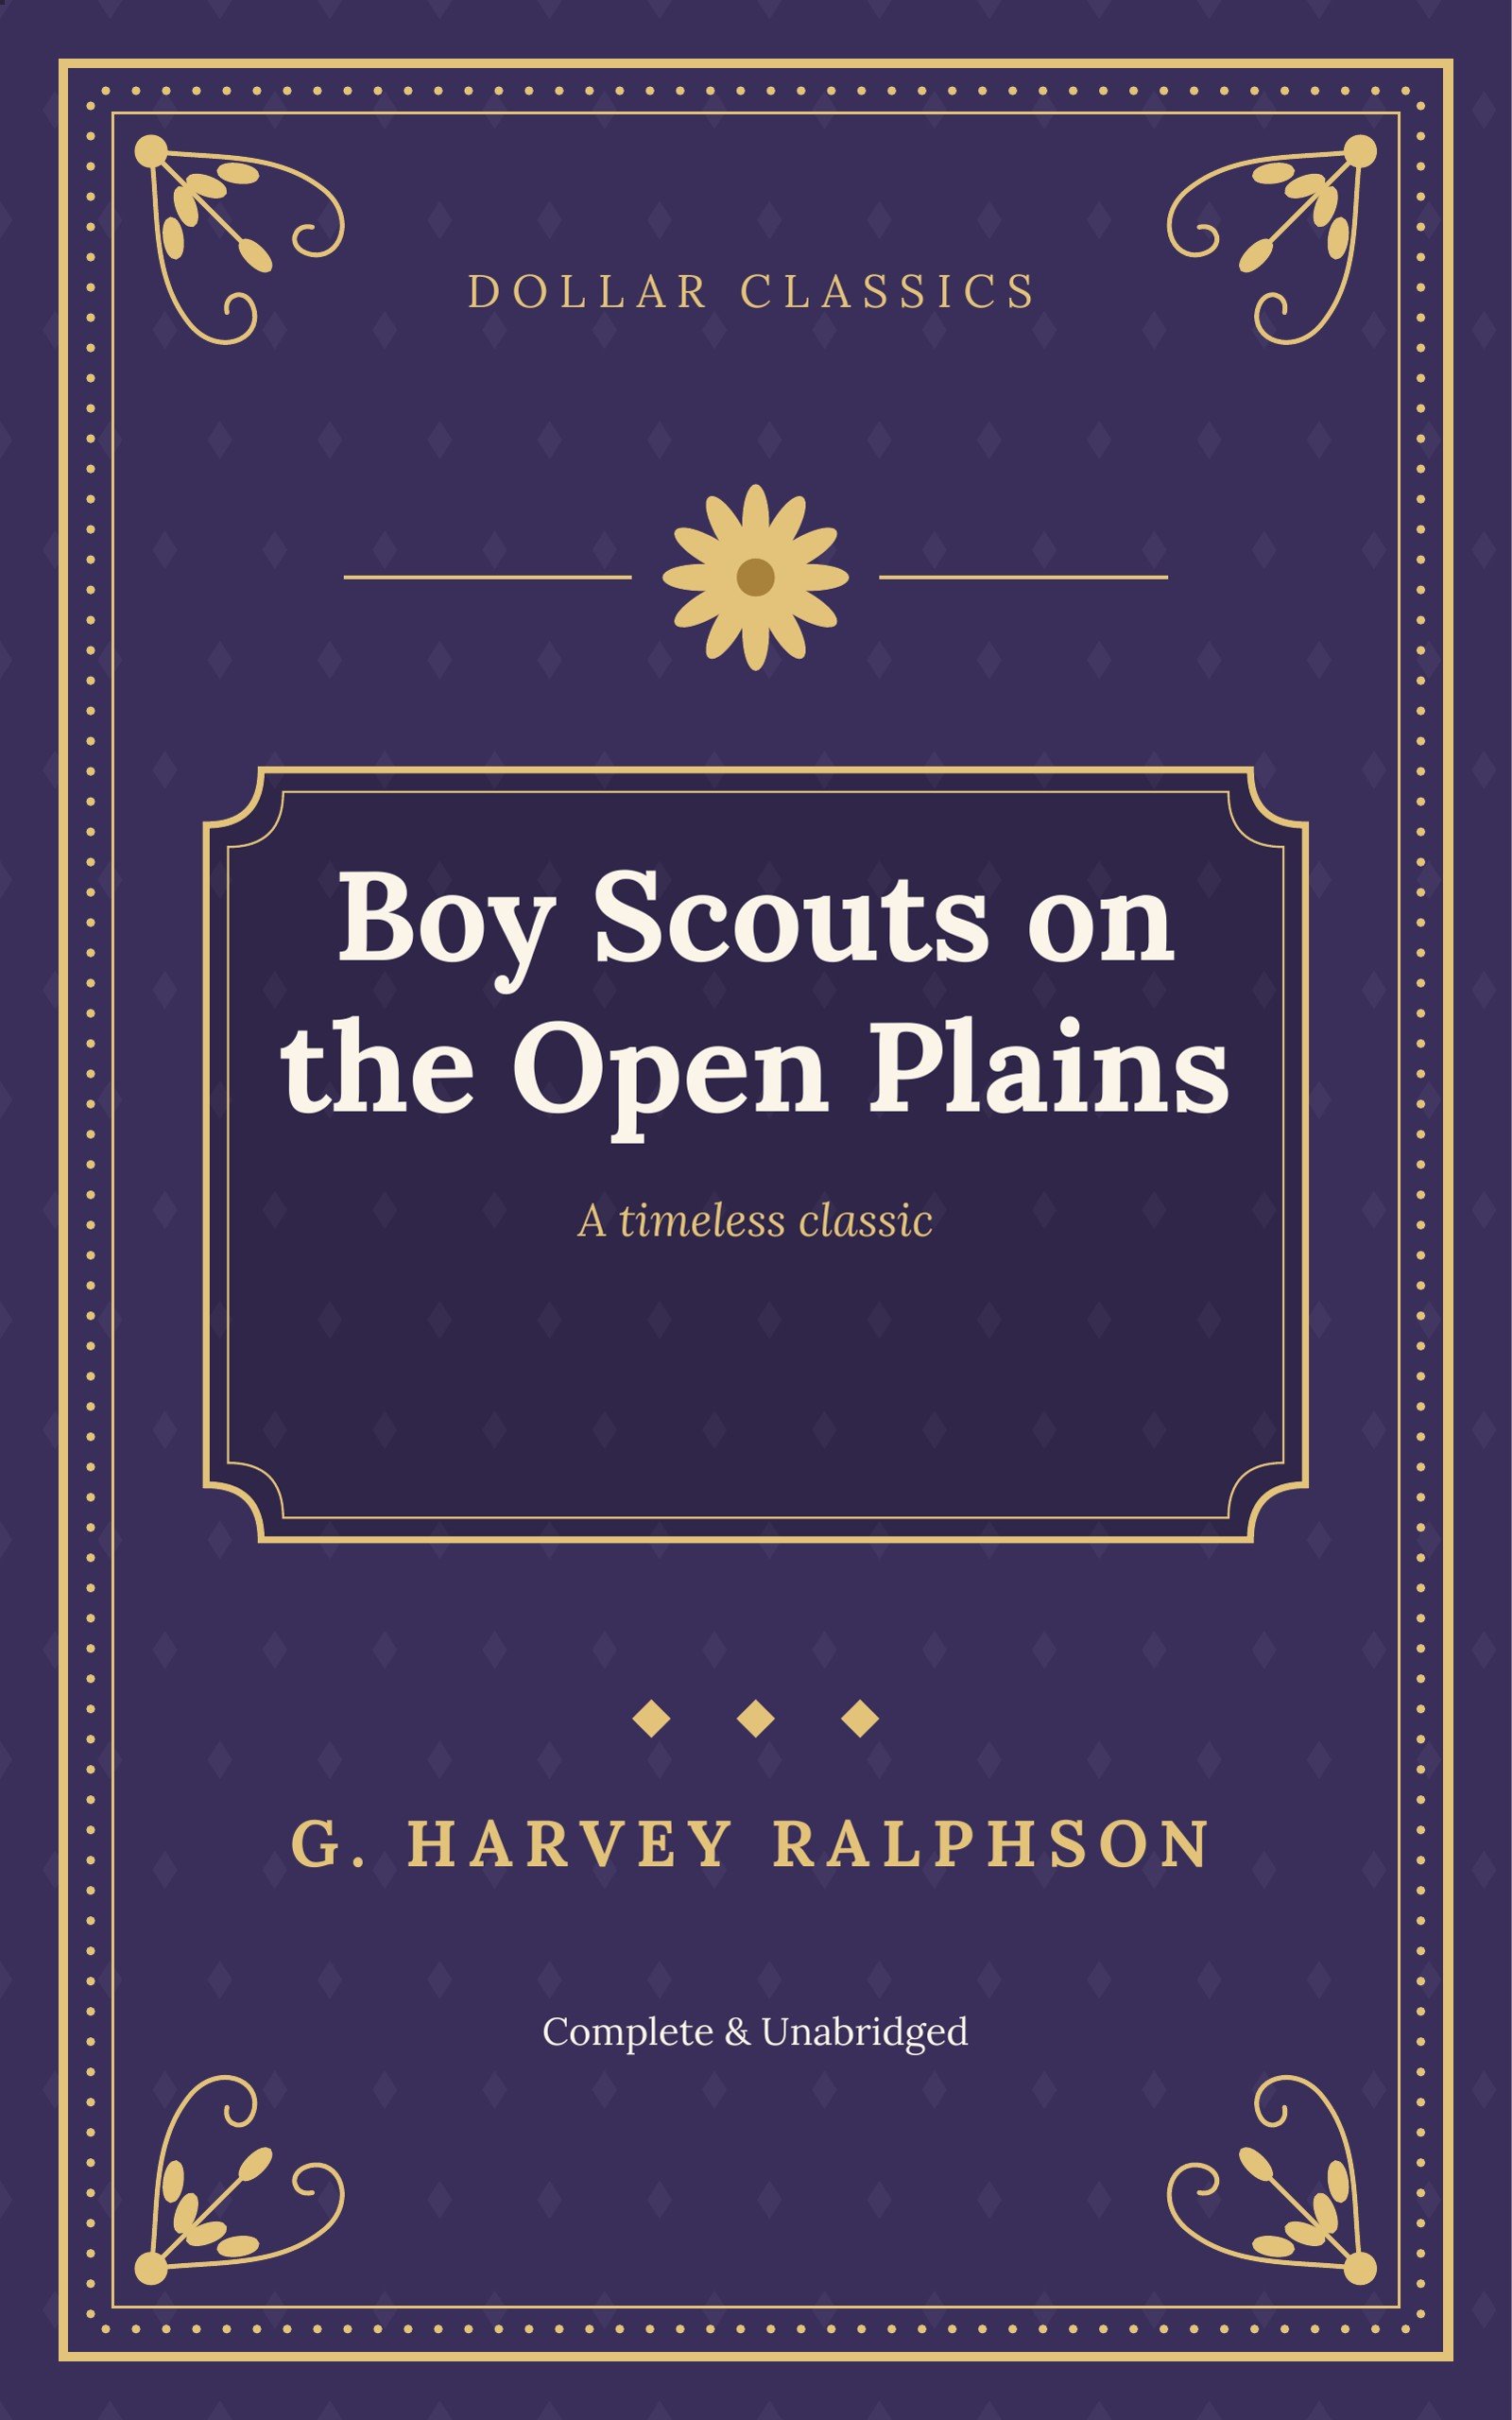 DOLLAR CLASSICS
Boy Scouts on
the Open Plains
A timeless classic
G. HARVEY RALPHSON
Complete & Unabridged